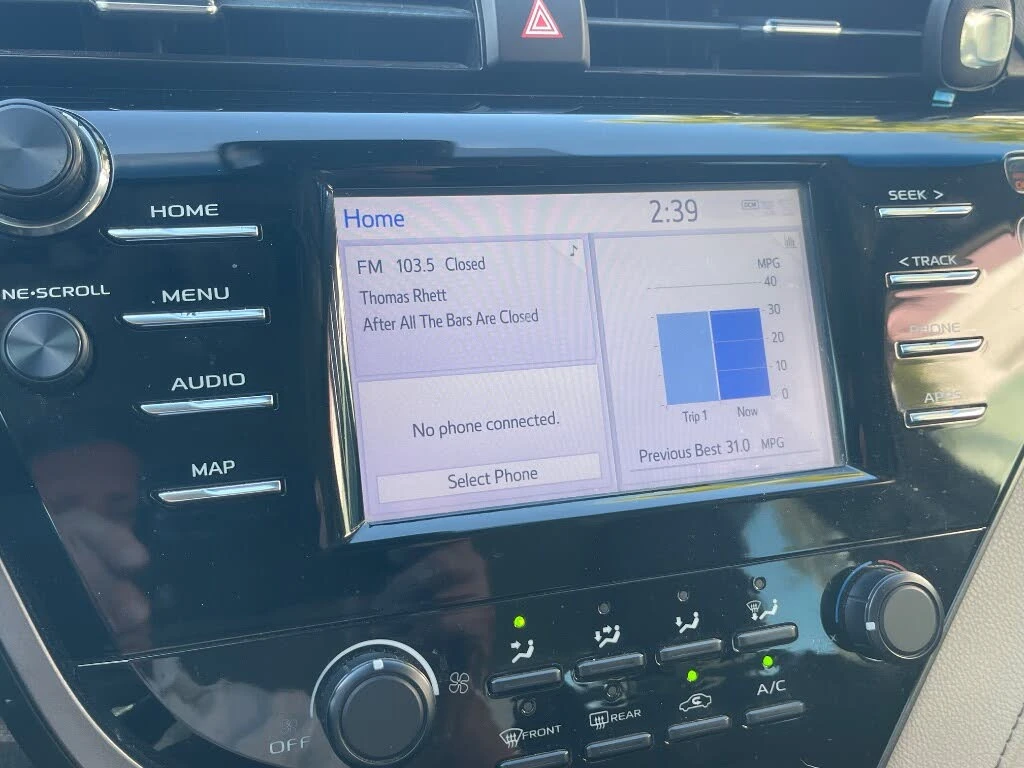 HOME
NE•SCROLL
MENU
AUDIO
MAP
Home
2:39
DCM
FM 103.5 Closed
Thomas Rhett
After All The Bars Are Closed
No phone connected.
Select Phone
MPG
40
30
20
10
0
Trip 1 Now
Previous Best 31.0 MPG
SEEK >
< TRACK
PHONE
APPS
OFF
FRONT
REAR
A/C